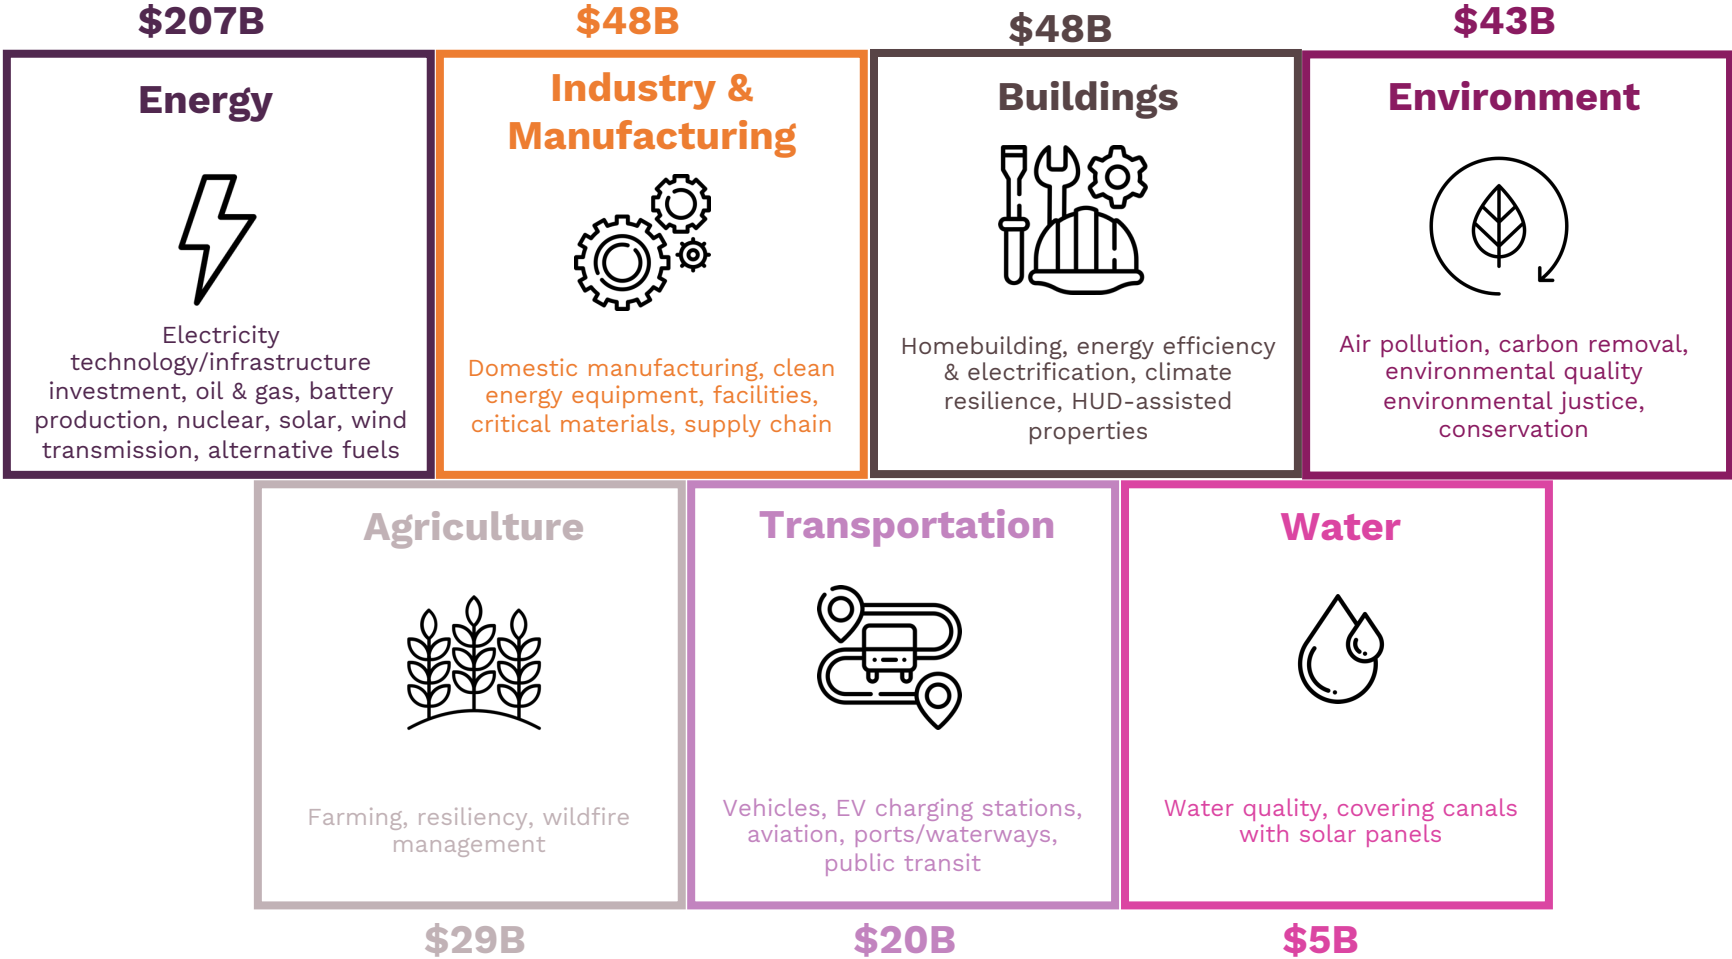 $207B
Energy
Electricity
technology/infrastructure
investment, oil & gas, battery
production, nuclear, solar, wind
transmission, alternative fuels
$48B
Industry &
Manufacturing
Domestic manufacturing, clean
energy equipment, facilities,
critical materials, supply chain
$48B
Buildings
Homebuilding, energy efficiency
& electrification, climate
resilience, HUD-assisted
properties
$43B
Environment
Air pollution, carbon removal,
environmental quality
environmental justice,
conservation
Agriculture
Farming, resiliency, wildfire
management
$29B
Transportation
Vehicles, EV charging stations,
aviation, ports/waterways,
public transit
$20B
Water
Water quality, covering canals
with solar panels
$5B